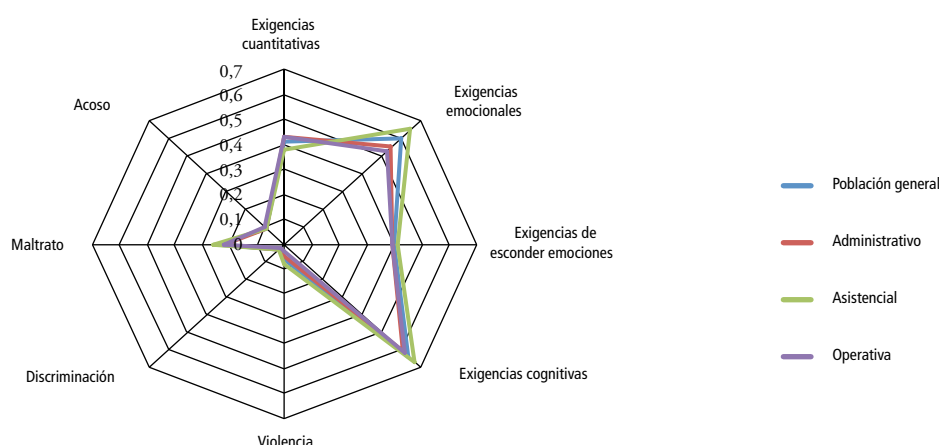 Exigencias
cuantitativas
0,7
0,6
0,5
0,4
0,3
0,2
0,1
0
Exigencias
emocionales
Exigencias de
esconder emociones
Exigencias cognitivas
Violencia
Discriminación
Maltrato
Acoso
Población general
Administrativo
Asistencial
Operativa